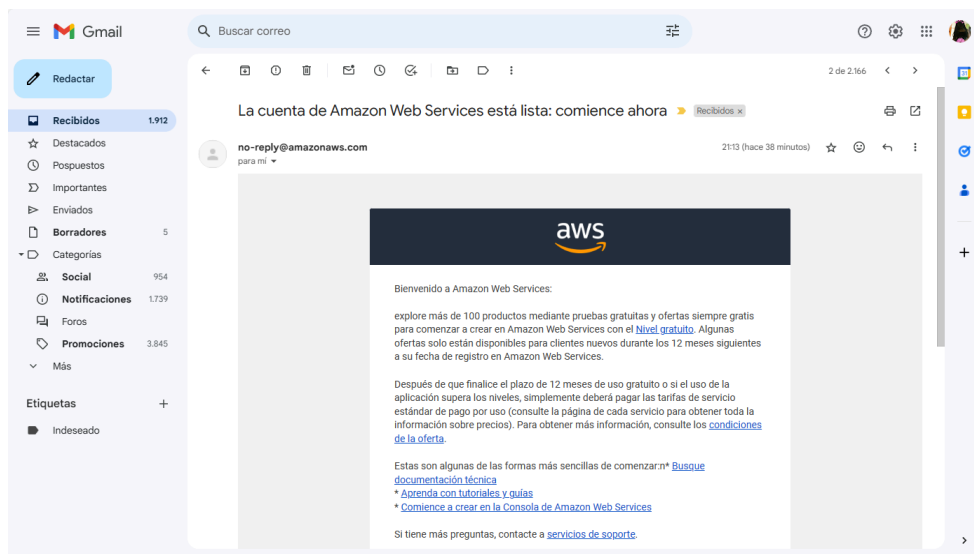 Gmail
Buscar correo
Redactar
2 de 2.166
Recibidos 1.912
Destacados
Pospuestos
Importantes
Enviados
Borradores 5
Categorías
Social 954
Notificaciones 1.739
Foros
Promociones 3.845
Más
Etiquetas
Indeseado
La cuenta de Amazon Web Services está lista: comience ahora Recibidos x
no-reply@amazonaws.com 21:13 (hace 38 minutos)
para mí
aws
Bienvenido a Amazon Web Services:
explore más de 100 productos mediante pruebas gratuitas y ofertas siempre gratis
para comenzar a crear en Amazon Web Services con el Nivel gratuito. Algunas
ofertas solo están disponibles para clientes nuevos durante los 12 meses siguientes
a su fecha de registro en Amazon Web Services.
Después de que finalice el plazo de 12 meses de uso gratuito o si el uso de la
aplicación supera los niveles, simplemente deberá pagar las tarifas de servicio
estándar de pago por uso (consulte la página de cada servicio para obtener toda la
información sobre precios). Para obtener más información, consulte los condiciones
de la oferta.
Estas son algunas de las formas más sencillas de comenzar:n* Busque
documentación técnica
* Aprenda con tutoriales y guías
* Comience a crear en la Consola de Amazon Web Services
Si tiene más preguntas, contacte a servicios de soporte.